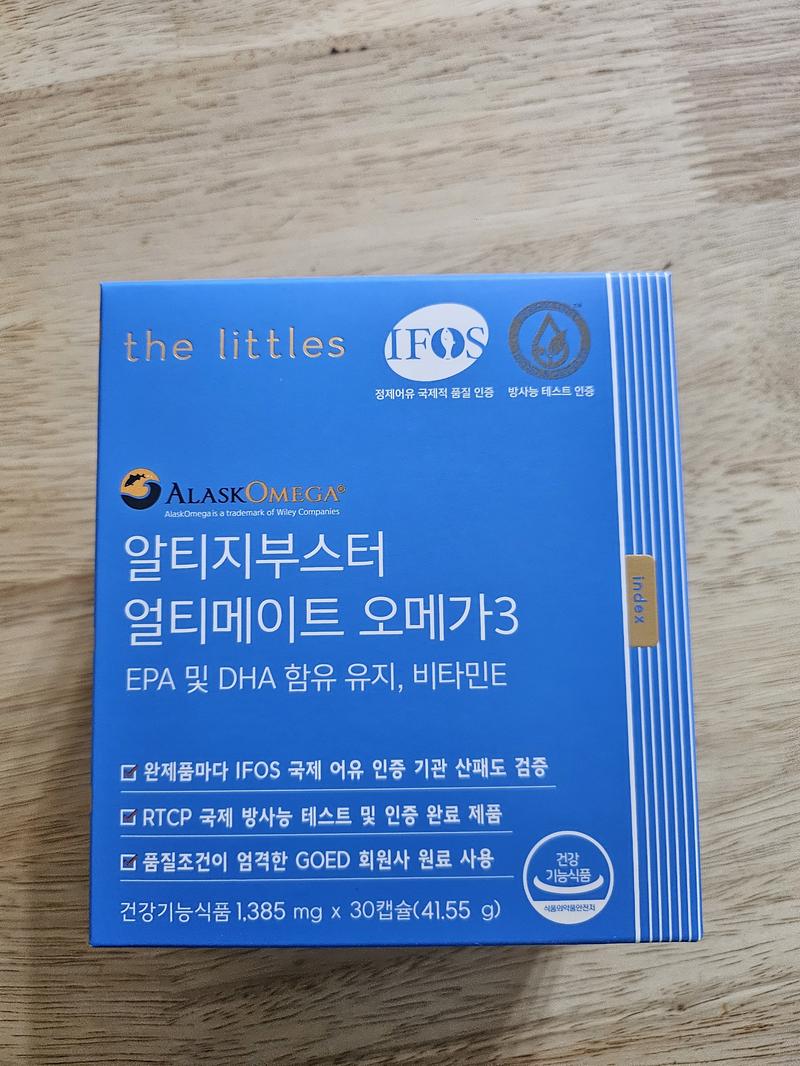 the littles
IFOS
정제어유 국제적 품질 인증
방사능 테스트 인증
ALASKOMEGA®
AlaskOmega is a trademark of Wiley Companies
알티지부스터
얼티메이트 오메가3
EPA 및 DHA 함유 유지, 비타민E
index
완제품마다 IFOS 국제 어유 인증 기관 산패도 검증
RTCP 국제 방사능 테스트 및 인증 완료 제품
품질조건이 엄격한 GOED 회원사 원료 사용
건강기능식품 1,385 mg x 30캡슐(41.55 g)
건강
기능식품
식품의약품안전처